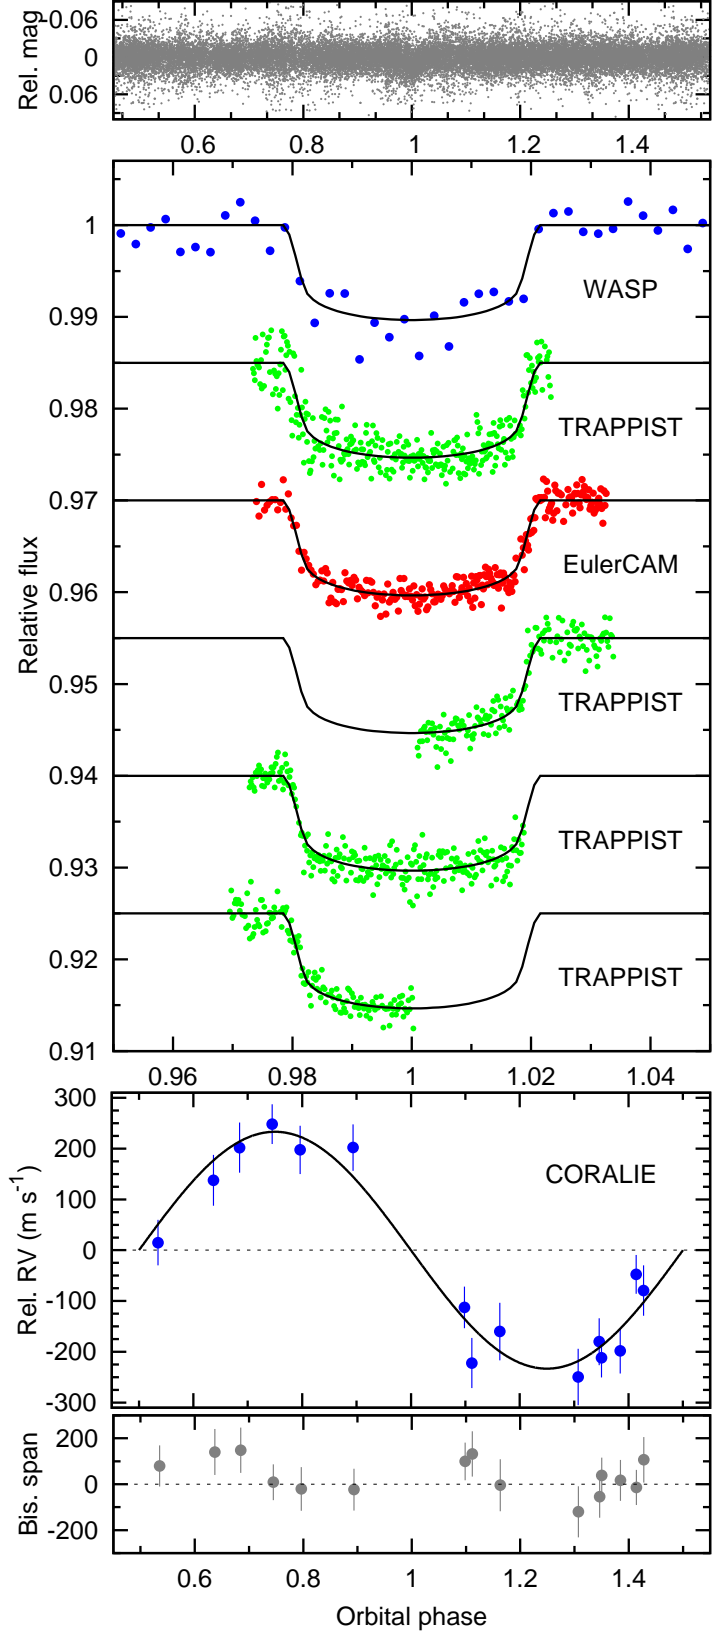 Rel. mag
-0.06
0
0.06
0.6 0.8 1 1.2 1.4
Relative flux
1
0.99
0.98
0.97
0.96
0.95
0.94
0.93
0.92
0.91
WASP
TRAPPIST
EulerCAM
TRAPPIST
TRAPPIST
TRAPPIST
0.96 0.98 1 1.02 1.04
Rel. RV (m s⁻¹)
300
200
100
0
-100
-200
-300
CORALIE
Bis. span
200
0
-200
0.6 0.8 1 1.2 1.4
Orbital phase